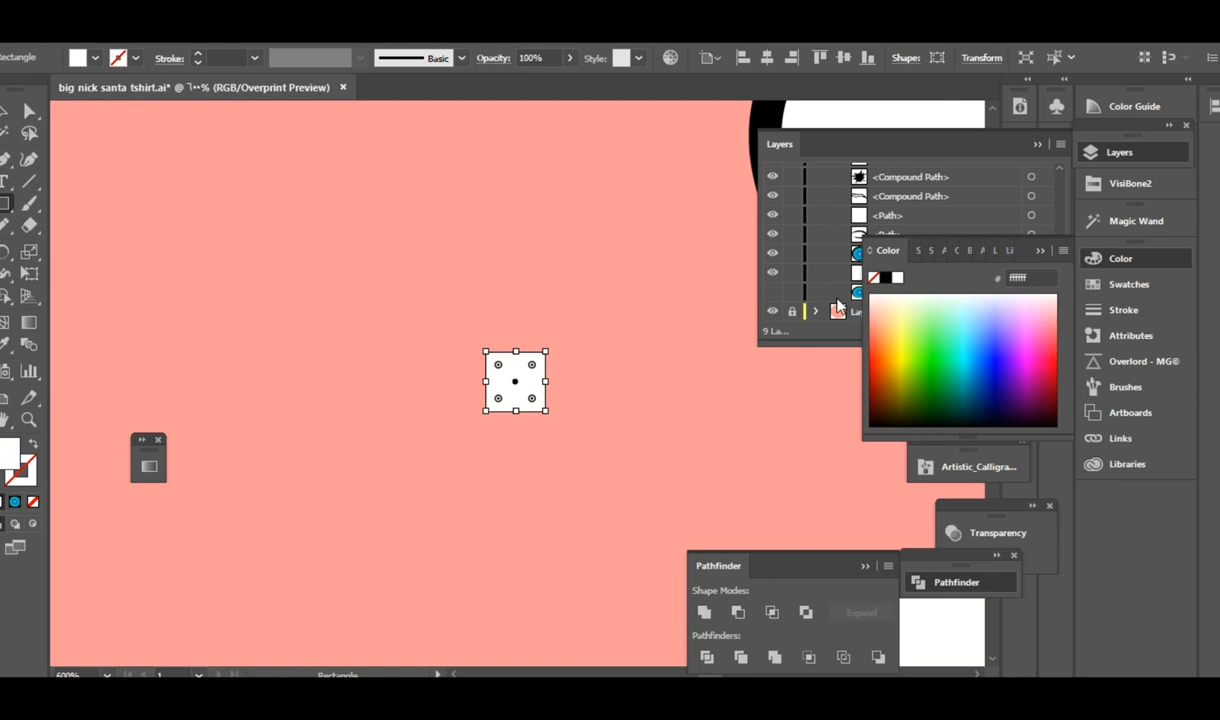 Rectangle
Stroke:
Basic
Opacity: 100%
Style:
Shape:
Transform
big nick santa tshirt.ai* @
(RGB/Overprint Preview)
Color Guide
Layers
Layers
VisiBone2
<Compound Path>
<Compound Path>
<Path>
Magic Wand
Color
S S A C B A L Li
# ffffff
Color
Swatches
Stroke
9 La...
Attributes
Overlord - MG©
Brushes
Artboards
Links
Libraries
Artistic_Calligra...
Transparency
Pathfinder
Pathfinder
Shape Modes:
Expand
Pathfinders:
600%
1
Rectangle